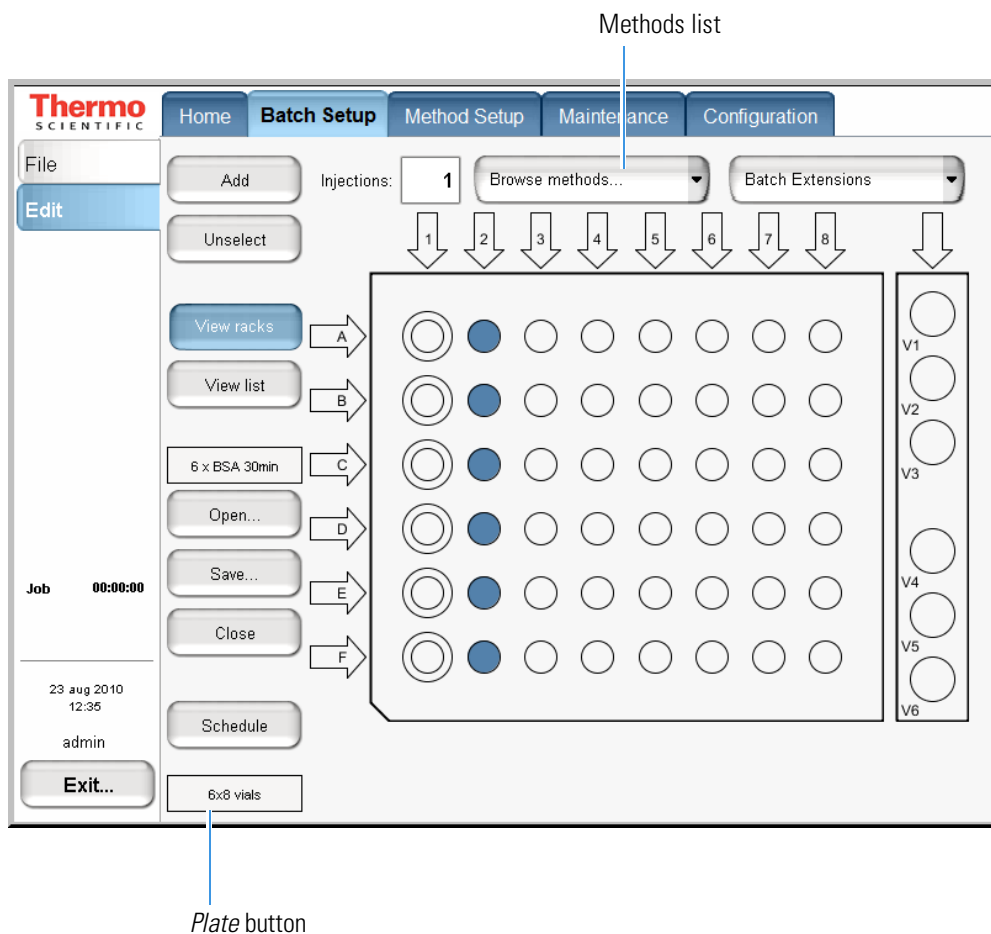 Methods list
Thermo
SCIENTIFIC
Home
Batch Setup
Method Setup
Maintenance
Configuration
File
Edit
Add
Injections:
1
Browse methods...
Batch Extensions
Unselect
1
2
3
4
5
6
7
8
View racks
View list
6 x BSA 30min
Open...
Save...
Close
Schedule
6x8 vials
A
B
C
D
E
F
V1
V2
V3
V4
V5
V6
Job 00:00:00
23 aug 2010
12:35
admin
Exit...
Plate button